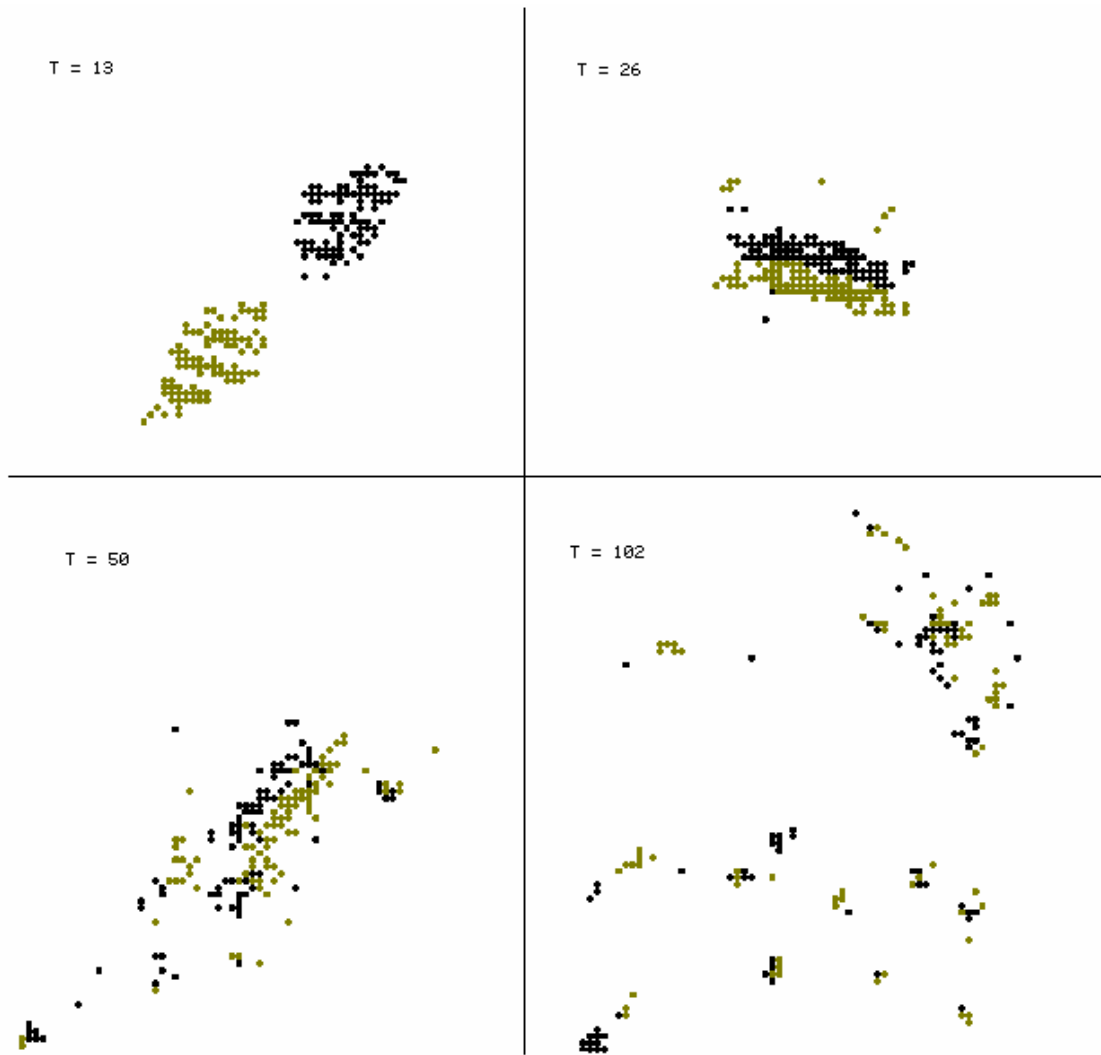 T = 13
T = 26
T = 50
T = 102